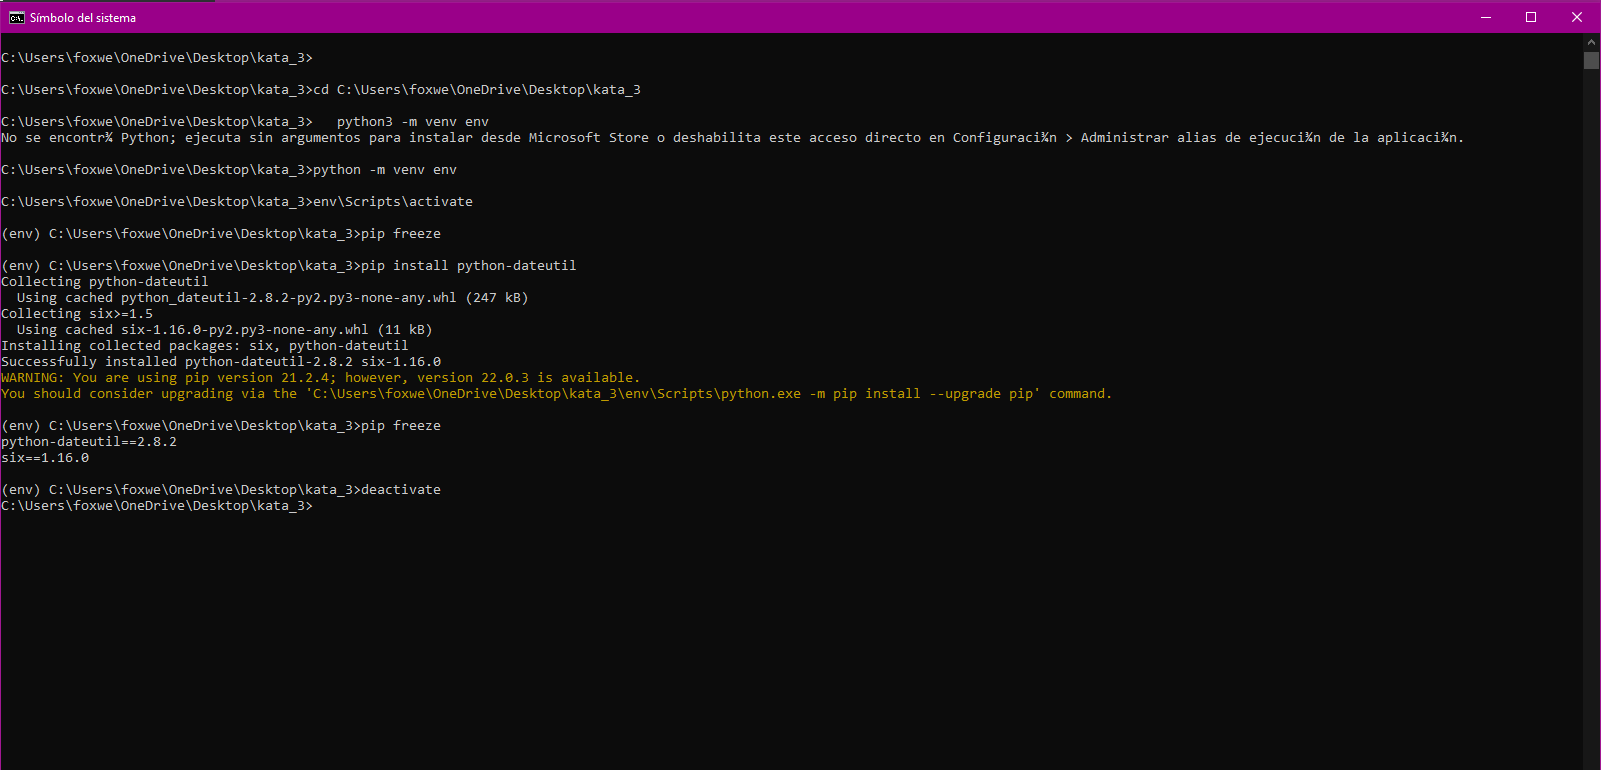 Símbolo del sistema
C:\Users\foxwe\OneDrive\Desktop\kata_3>
C:\Users\foxwe\OneDrive\Desktop\kata_3>cd C:\Users\foxwe\OneDrive\Desktop\kata_3
C:\Users\foxwe\OneDrive\Desktop\kata_3>   python3 -m venv env
No se encontr¾ Python; ejecuta sin argumentos para instalar desde Microsoft Store o deshabilita este acceso directo en Configuraci¾n > Administrar alias de ejecuci¾n de la aplicaci¾n.
C:\Users\foxwe\OneDrive\Desktop\kata_3>python -m venv env
C:\Users\foxwe\OneDrive\Desktop\kata_3>env\Scripts\activate
(env) C:\Users\foxwe\OneDrive\Desktop\kata_3>pip freeze
(env) C:\Users\foxwe\OneDrive\Desktop\kata_3>pip install python-dateutil
Collecting python-dateutil
  Using cached python_dateutil-2.8.2-py2.py3-none-any.whl (247 kB)
Collecting six>=1.5
  Using cached six-1.16.0-py2.py3-none-any.whl (11 kB)
Installing collected packages: six, python-dateutil
Successfully installed python-dateutil-2.8.2 six-1.16.0
WARNING: You are using pip version 21.2.4; however, version 22.0.3 is available.
You should consider upgrading via the 'C:\Users\foxwe\OneDrive\Desktop\kata_3\env\Scripts\python.exe -m pip install --upgrade pip' command.
(env) C:\Users\foxwe\OneDrive\Desktop\kata_3>pip freeze
python-dateutil==2.8.2
six==1.16.0
(env) C:\Users\foxwe\OneDrive\Desktop\kata_3>deactivate
C:\Users\foxwe\OneDrive\Desktop\kata_3>